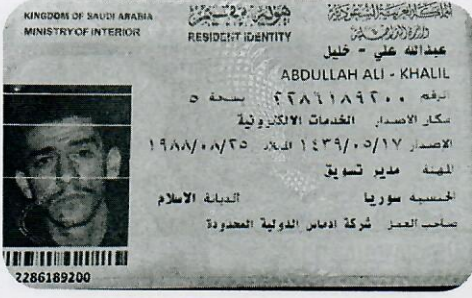 KINGDOM OF SAUDI ARABIA
MINISTRY OF INTERIOR
هوية مقيم
RESIDENT IDENTITY
المملكة العربية السعودية
وزارة الداخلية
عبدالله علي - خليل
ABDULLAH ALI - KHALIL
الرقم ٢٢٨٦١٨٩٢٠٠ نسخة ٥
مكان الاصدار الخدمات الالكترونية
الاصدار ١٤٣٩/٠٥/١٧ الميلاد ١٩٨٨/٠٨/٢٥
المهنة مدير تسويق
الجنسيه سوريا الديانة الاسلام
صاحب العمل شركة الدولية المحدودة
2286189200